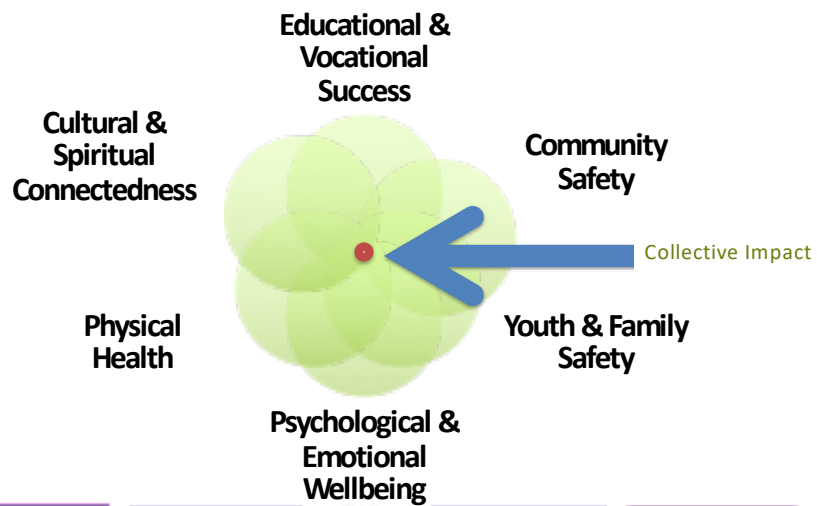 Educational &
Vocational
Success
Cultural &
Spiritual
Connectedness
Community
Safety
Collective Impact
Physical
Health
Youth & Family
Safety
Psychological &
Emotional
Wellbeing